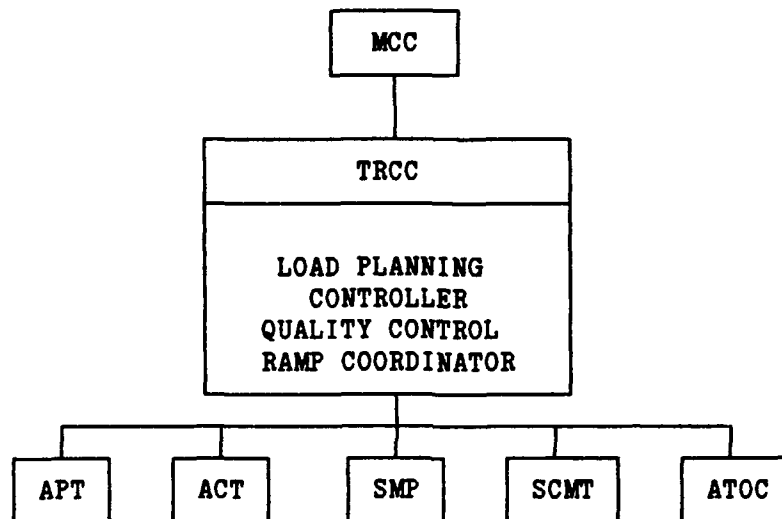 MCC
TRCC
LOAD PLANNING
CONTROLLER
QUALITY CONTROL
RAMP COORDINATOR
APT ACT SMP SCMT ATOC